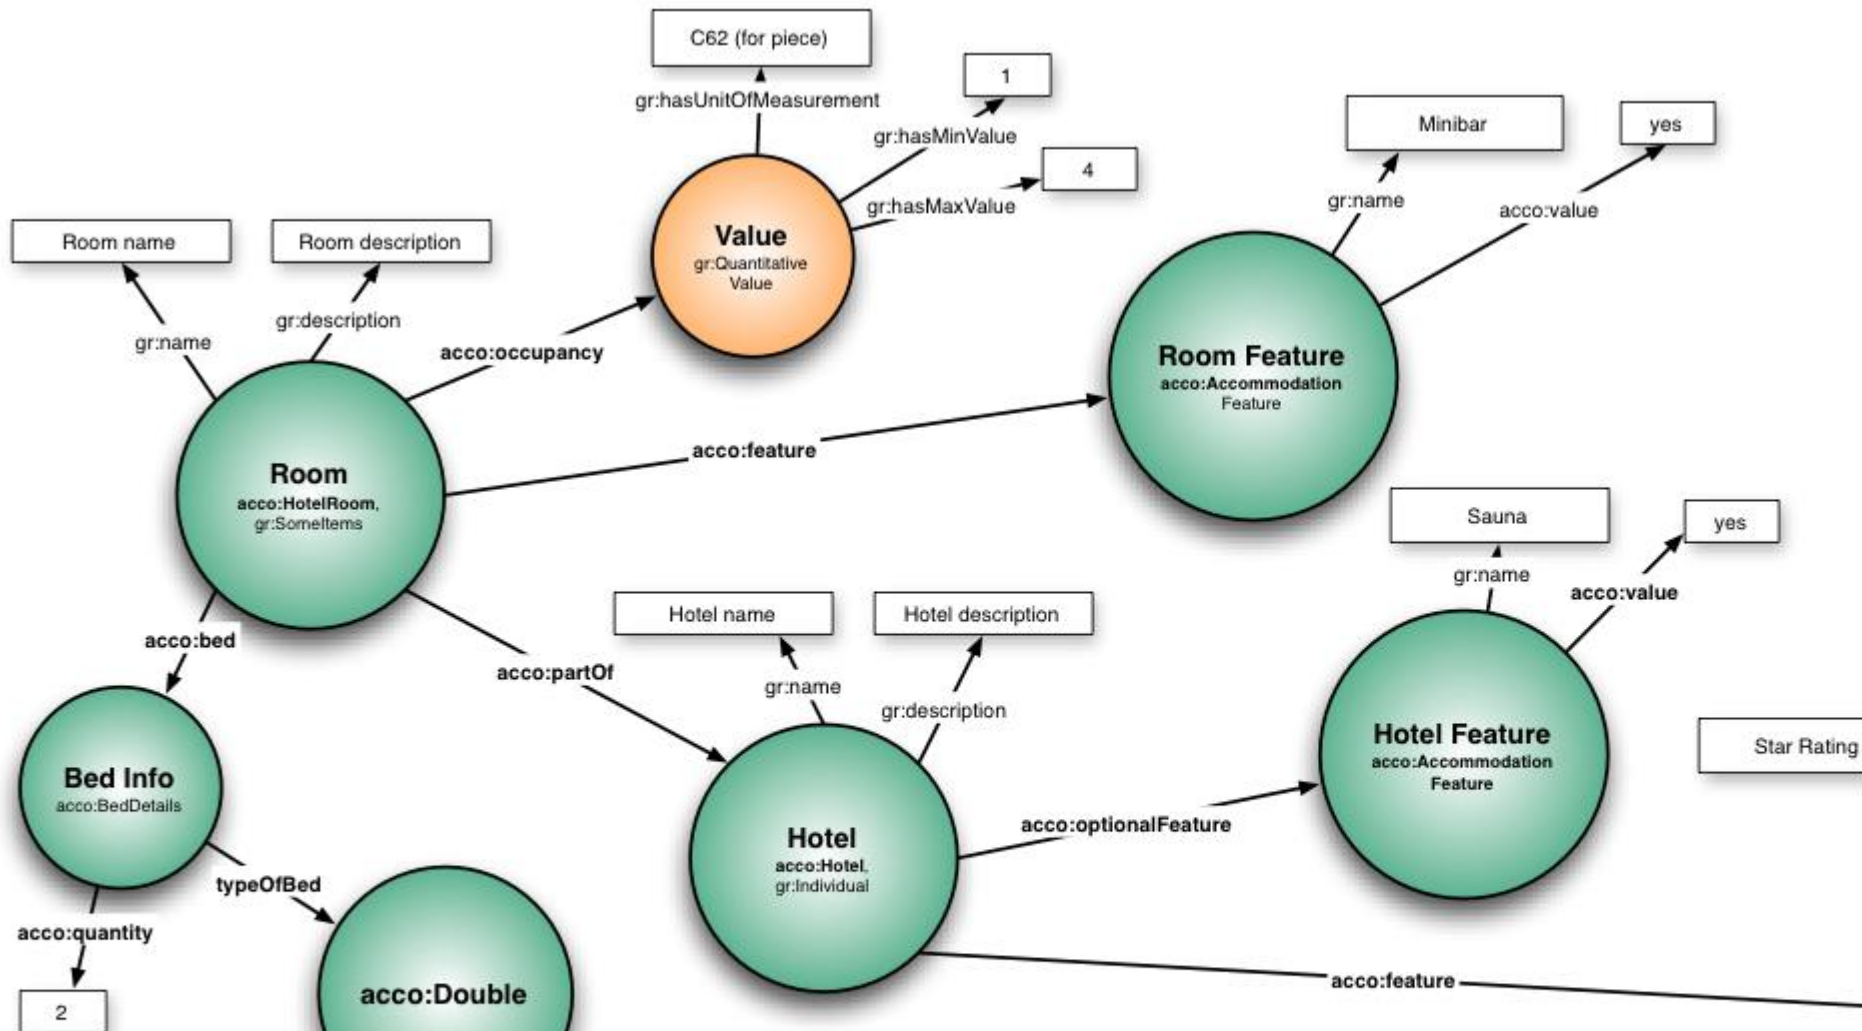 C62 (for piece)
gr:hasUnitOfMeasurement
1
gr:hasMinValue
4
gr:hasMaxValue
Value
gr:Quantitative
Value
Minibar
yes
gr:name
acco:value
Room name
Room description
gr:name
gr:description
acco:occupancy
Room Feature
acco:Accommodation
Feature
acco:feature
Room
acco:HotelRoom,
gr:SomeItems
Sauna
yes
gr:name
acco:value
Hotel name
Hotel description
gr:name
gr:description
acco:bed
acco:partOf
Hotel Feature
acco:Accommodation
Feature
Star Rating
Bed Info
acco:BedDetails
Hotel
acco:Hotel,
gr:Individual
acco:optionalFeature
typeOfBed
acco:quantity
2
acco:Double
acco:feature